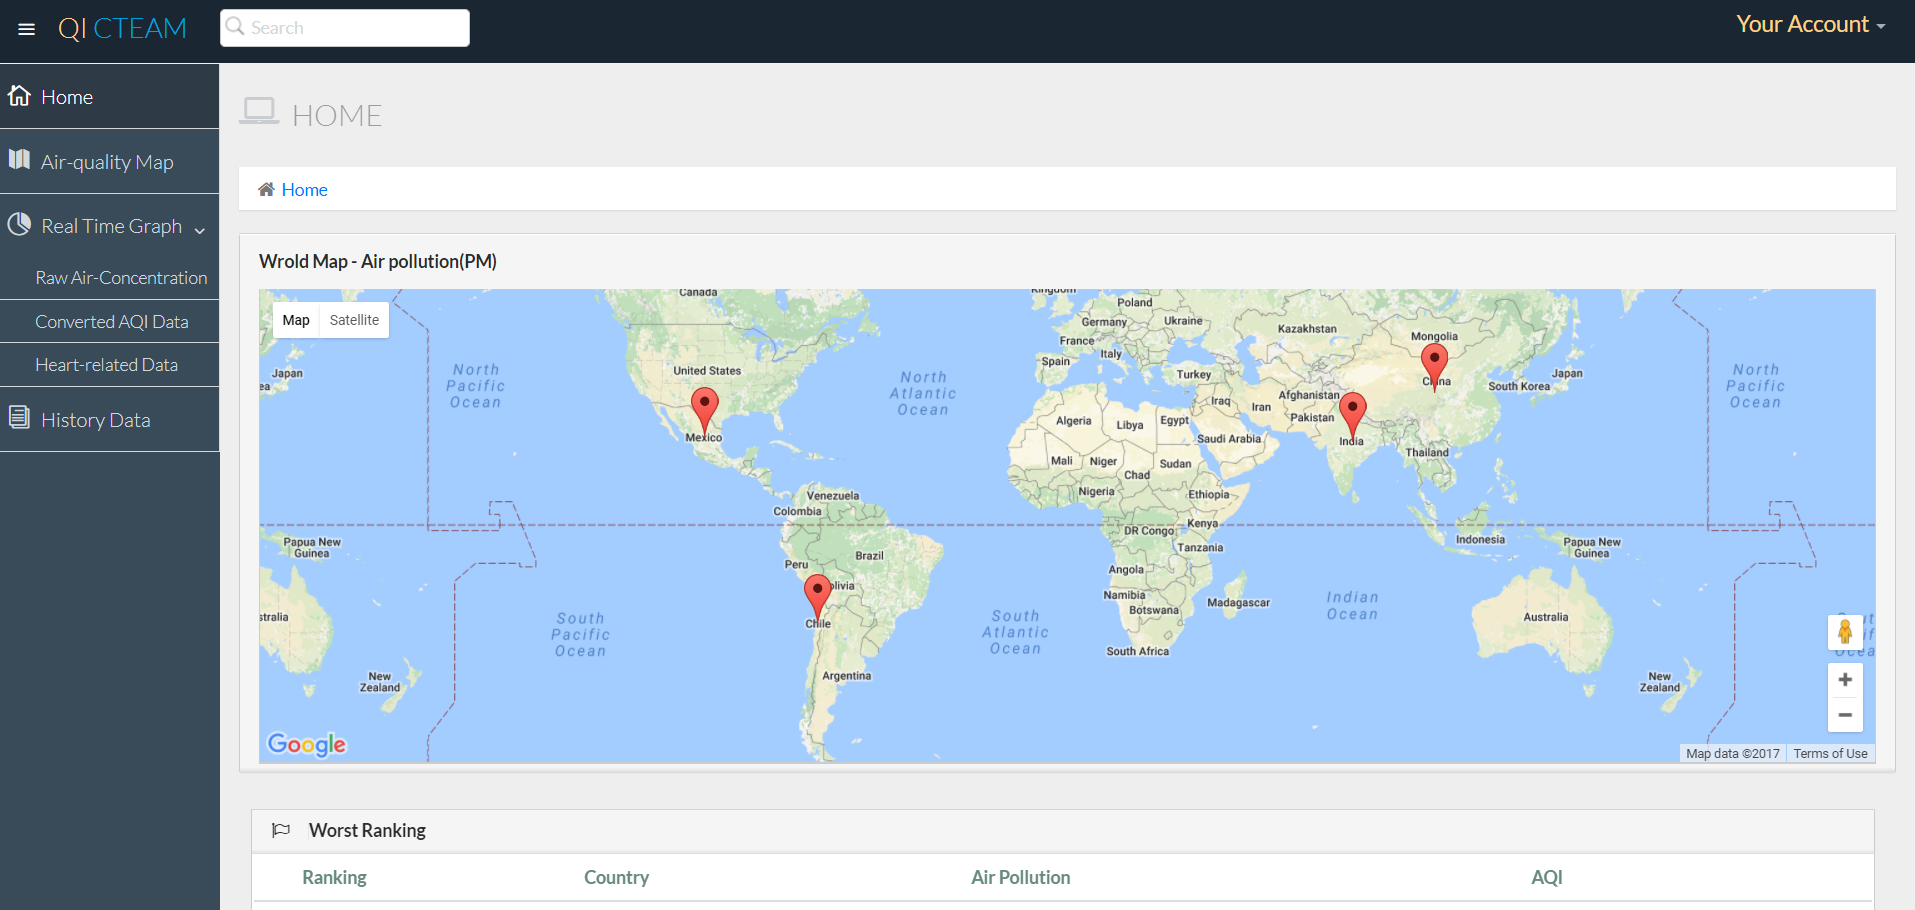 QI CTEAM
Search
Your Account
Home
Air-quality Map
Real Time Graph
Raw Air-Concentration
Converted AQI Data
Heart-related Data
History Data
HOME
Home
Wrold Map - Air pollution(PM)
Map Satellite
Canada
Kingdom
Poland
Germany
Ukraine
Kazakhstan
Mongolia
France
Italy
Spain
Turkey
United States
Japan
North
Pacific
Ocean
North
Atlantic
Ocean
Iraq
Iran
Afghanistan
Pakistan
China
South Korea
Japan
North
Pacific
Ocean
Mexico
Algeria
Libya
Egypt
Saudi Arabia
India
Thailand
Mali
Niger
Chad
Sudan
Nigeria
Ethiopia
Venezuela
Colombia
DR Congo
Kenya
Tanzania
Indonesia
Papua New
Guinea
Papua New
Guinea
Peru
Brazil
Bolivia
Angola
Namibia
Botswana
Madagascar
Indian
Ocean
stralia
Chile
South
Pacific
Ocean
South
Atlantic
Ocean
South Africa
Australia
Argentina
New
Zealand
New
Zealand
Google
Map data ©2017 Terms of Use
Worst Ranking
Ranking Country Air Pollution AQI